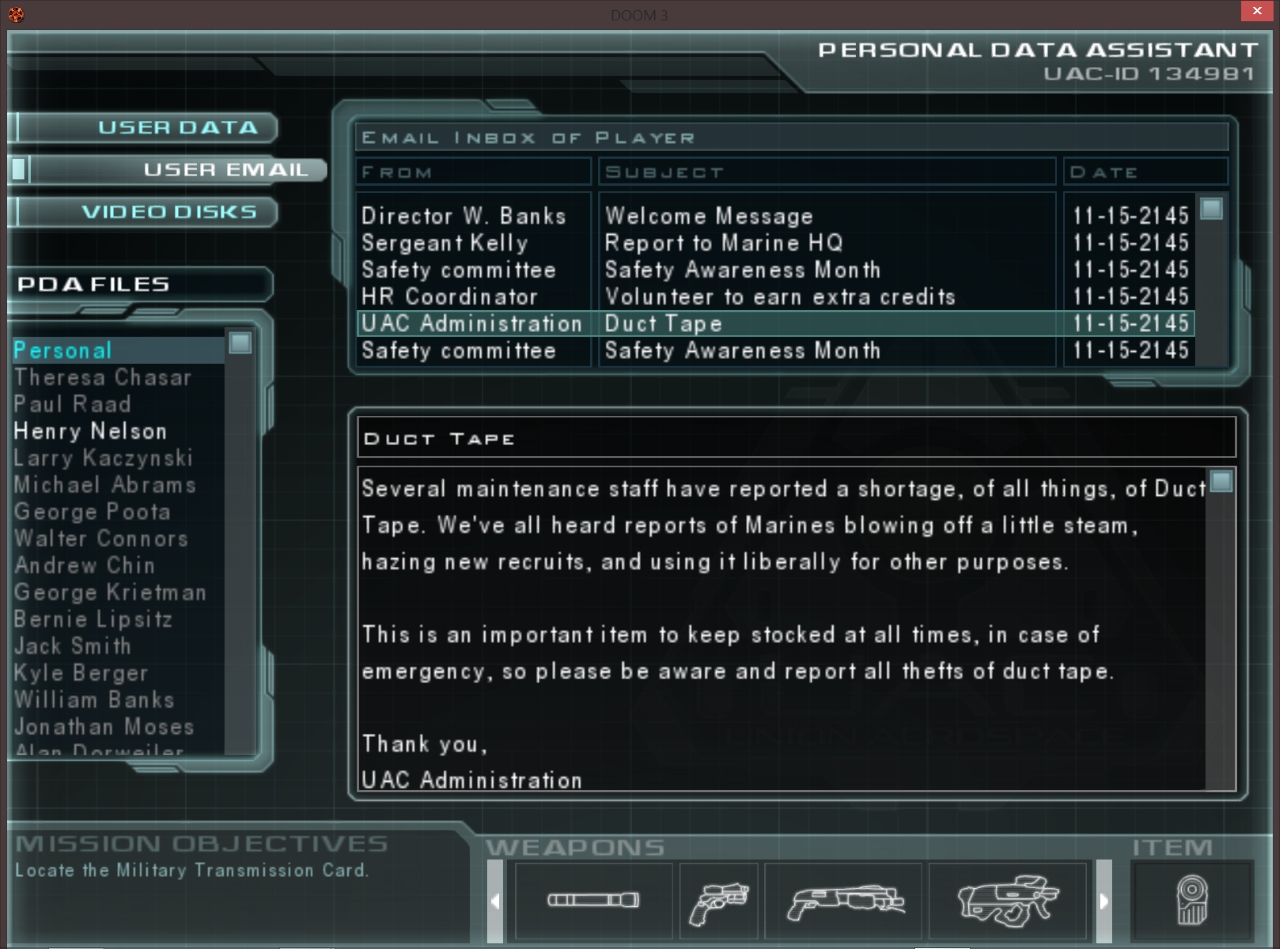 DOOM 3
PERSONAL DATA ASSISTANT
UAC-ID 134981
USER DATA
USER EMAIL
VIDEO DISKS
PDA FILES
Personal
Theresa Chasar
Paul Raad
Henry Nelson
Larry Kaczynski
Michael Abrams
George Poota
Walter Connors
Andrew Chin
George Krietman
Bernie Lipsitz
Jack Smith
Kyle Berger
William Banks
Jonathan Moses
Alan Dorweiler
Email Inbox of Player
From Subject Date
Director W. Banks Welcome Message 11-15-2145
Sergeant Kelly Report to Marine HQ 11-15-2145
Safety committee Safety Awareness Month 11-15-2145
HR Coordinator Volunteer to earn extra credits 11-15-2145
UAC Administration Duct Tape 11-15-2145
Safety committee Safety Awareness Month 11-15-2145
Duct Tape
Several maintenance staff have reported a shortage, of all things, of Duct
Tape. We've all heard reports of Marines blowing off a little steam,
hazing new recruits, and using it liberally for other purposes.
This is an important item to keep stocked at all times, in case of
emergency, so please be aware and report all thefts of duct tape.
Thank you,
UAC Administration
UNION AEROSPACE
MISSION OBJECTIVES
Locate the Military Transmission Card.
WEAPONS
ITEM